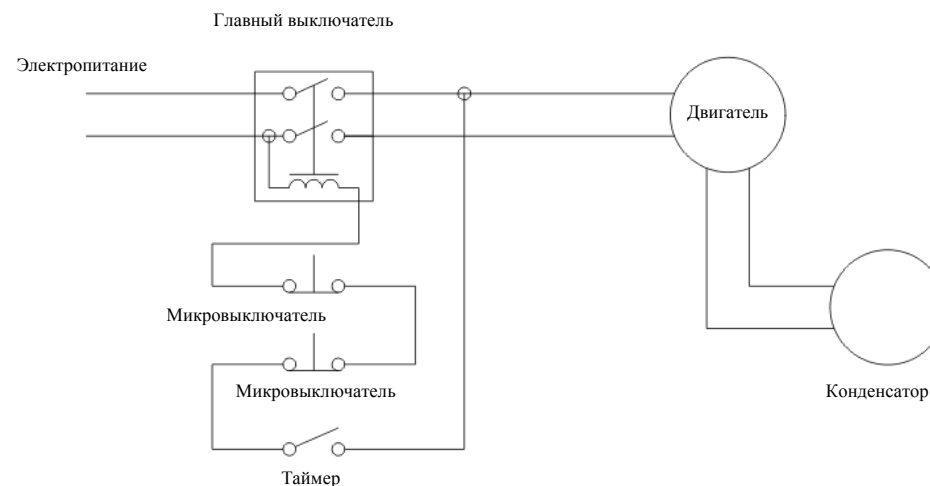 Главный выключатель
Электропитание
Двигатель
Микровыключатель
Микровыключатель
Конденсатор
Таймер